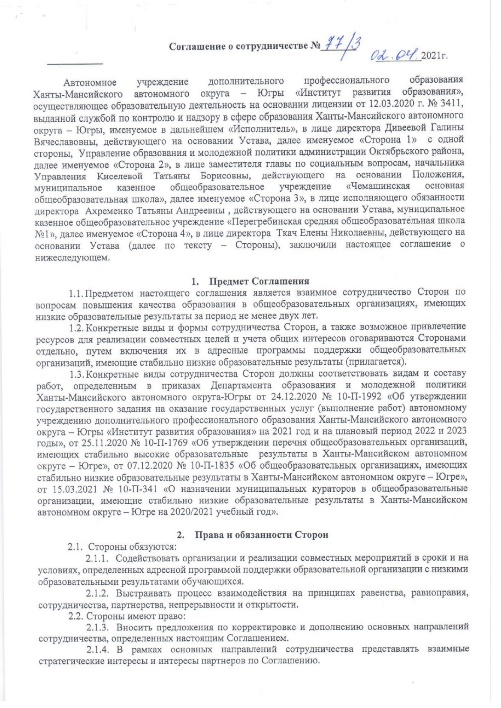 Соглашение о сотрудничестве № 77/3
02.04 2021г.
Автономное учреждение дополнительного профессионального образования
Ханты-Мансийского автономного округа – Югры «Институт развития образования»,
осуществляющее образовательную деятельность на основании лицензии от 12.03.2020 г. № 3411,
выданной службой по контролю и надзору в сфере образования Ханты-Мансийского автономного
округа – Югры, именуемое в дальнейшем «Исполнитель», в лице директора Дивеевой Галины
Вячеславовны, действующего на основании Устава, далее именуемое «Сторона 1» с одной
стороны, Управление образования и молодежной политики администрации Октябрьского района,
далее именуемое «Сторона 2», в лице заместителя главы по социальным вопросам, начальника
Управления Киселевой Татьяны Борисовны, действующего на основании Положения,
муниципальное казенное общеобразовательное учреждение «Чемашинская основная
общеобразовательная школа», далее именуемое «Сторона 3», в лице исполняющего обязанности
директора Ахременко Татьяны Андреевны , действующего на основании Устава, муниципальное
казенное общеобразовательное учреждение «Перегребинская средняя общеобразовательная школа
№1», далее именуемое «Сторона 4», в лице директора Ткач Елены Николаевны, действующего на
основании Устава (далее по тексту – Стороны), заключили настоящее соглашение о
нижеследующем.
1. Предмет Соглашения
1.1. Предметом настоящего соглашения является взаимное сотрудничество Сторон по
вопросам повышения качества образования в общеобразовательных организациях, имеющих
низкие образовательные результаты за период не менее двух лет.
1.2. Конкретные виды и формы сотрудничества Сторон, а также возможное привлечение
ресурсов для реализации совместных целей и учета общих интересов оговариваются Сторонами
отдельно, путем включения их в адресные программы поддержки общеобразовательных
организаций, имеющие стабильно низкие образовательные результаты (прилагается).
1.3. Конкретные виды сотрудничества Сторон должны соответствовать видам и составу
работ, определенным в приказах Департамента образования и молодежной политики
Ханты-Мансийского автономного округа-Югры от 24.12.2020 № 10-П-1992 «Об утверждении
государственного задания на оказание государственных услуг (выполнение работ) автономному
учреждению дополнительного профессионального образования Ханты-Мансийского автономного
округа – Югры «Институт развития образования» на 2021 год и на плановый период 2022 и 2023
годы», от 25.11.2020 № 10-П-1769 «Об утверждении перечня общеобразовательных организаций,
имеющих стабильно высокие образовательные результаты в Ханты-Мансийском автономном
округе – Югре», от 07.12.2020 № 10-П-1835 «Об общеобразовательных организациях, имеющих
стабильно низкие образовательные результаты в Ханты-Мансийском автономном округе – Югре»,
от 15.03.2021 № 10-П-341 «О назначении муниципальных кураторов в общеобразовательные
организации, имеющие стабильно низкие образовательные результаты в Ханты-Мансийском
автономном округе – Югре на 2020/2021 учебный год».
2. Права и обязанности Сторон
2.1. Стороны обязуются:
2.1.1. Содействовать организации и реализации совместных мероприятий в сроки и на
условиях, определенных адресной программой поддержки образовательной организации с низкими
образовательными результатами обучающихся.
2.1.2. Выстраивать процесс взаимодействия на принципах равенства, равноправия,
сотрудничества, партнерства, непрерывности и открытости.
2.2. Стороны имеют право:
2.1.3. Вносить предложения по корректировке и дополнению основных направлений
сотрудничества, определенных настоящим Соглашением.
2.1.4. В рамках основных направлений сотрудничества представлять взаимные
стратегические интересы и интересы партнеров по Соглашению.